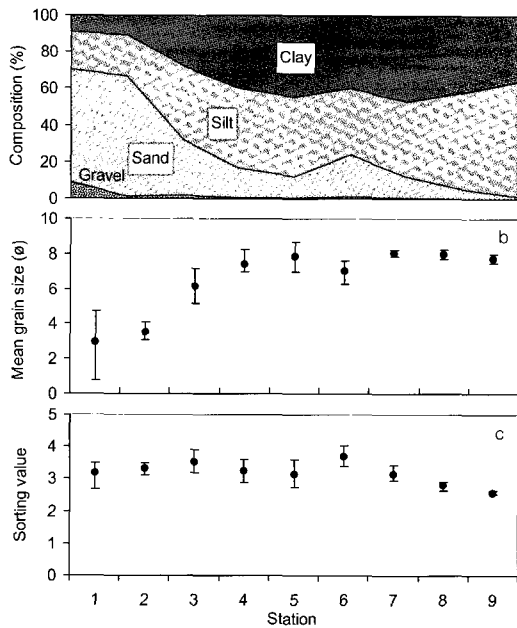 100
80
60
40
20
0
Composition (%)
Clay
Silt
Sand
Gravel
10
8
6
4
2
0
Mean grain size (ø)
b
5
4
3
2
1
0
Sorting value
c
1 2 3 4 5 6 7 8 9
Station